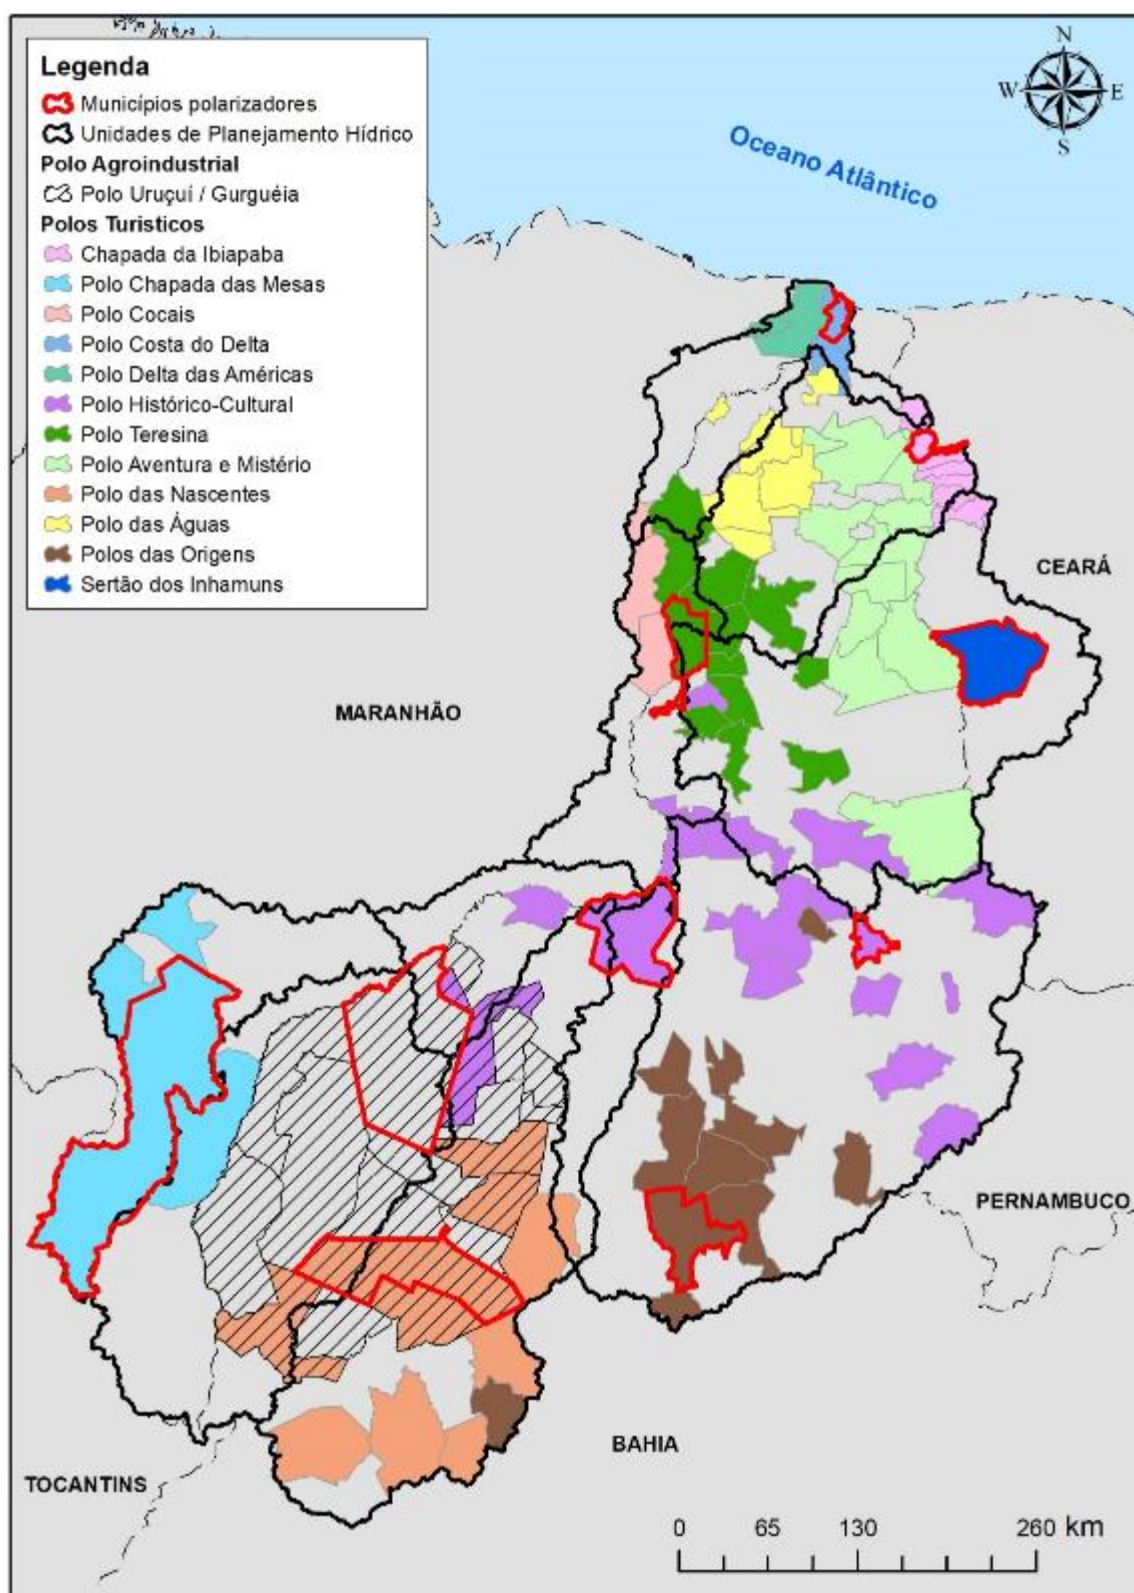 Legenda
Municípios polarizadores
Unidades de Planejamento Hídrico
Polo Agroindustrial
Polo Uruçuí / Gurguéia
Polos Turisticos
Chapada da Ibiapaba
Polo Chapada das Mesas
Polo Cocais
Polo Costa do Delta
Polo Delta das Américas
Polo Histórico-Cultural
Polo Teresina
Polo Aventura e Mistério
Polo das Nascentes
Polo das Águas
Polos das Origens
Sertão dos Inhamuns
N
W E
S
Oceano Atlântico
CEARÁ
MARANHÃO
PERNAMBUCO
BAHIA
TOCANTINS
0 65 130 260 km